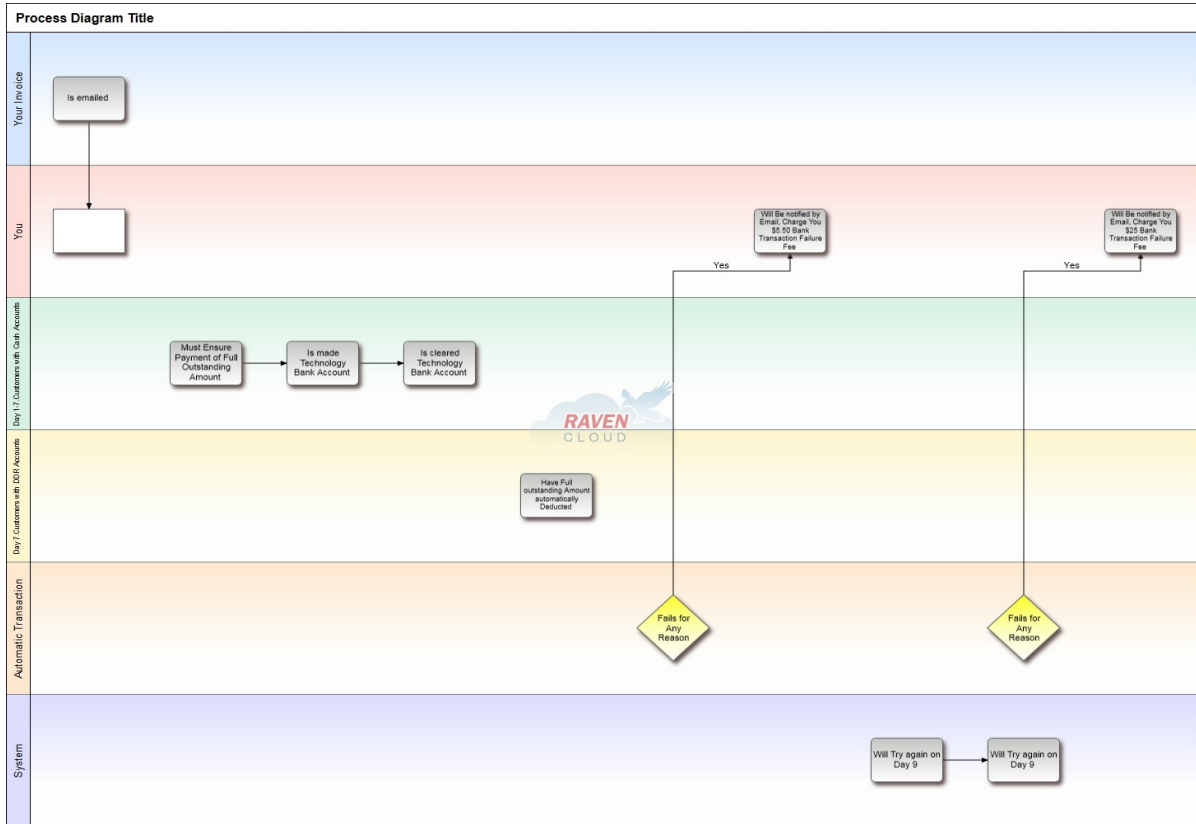 Process Diagram Title
Your Invoice
Is emailed
You
Will Be notified by
Email, Charge You
$5.50 Bank
Transaction Failure
Fee
Will Be notified by
Email, Charge You
$25 Bank
Transaction Failure
Fee
Yes
Yes
Day 1-7.Customers with Cash Accounts
Must Ensure
Payment of Full
Outstanding
Amount
Is made
Technology
Bank Account
Is cleared
Technology
Bank Account
RAVEN
CLOUD
Day 7.Customers with DDR Accounts
Have Full
outstanding Amount
automatically
Deducted
Automatic Transaction
Fails for
Any
Reason
Fails for
Any
Reason
System
Will Try again on
Day 9
Will Try again on
Day 9